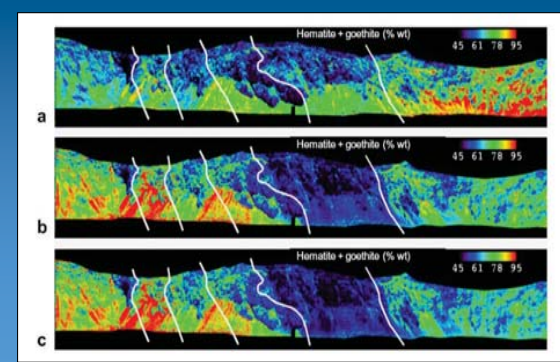 Hematite + goethite (% wt)
45 61 78 95
a
Hematite + goethite (% wt)
45 61 78 95
b
Hematite + goethite (% wt)
45 61 78 95
c